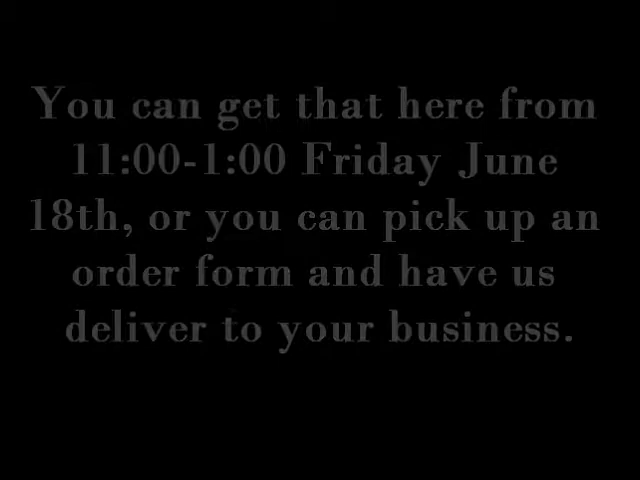 You can get that here from
11:00-1:00 Friday June
18th, or you can pick up an
order form and have us
deliver to your business.